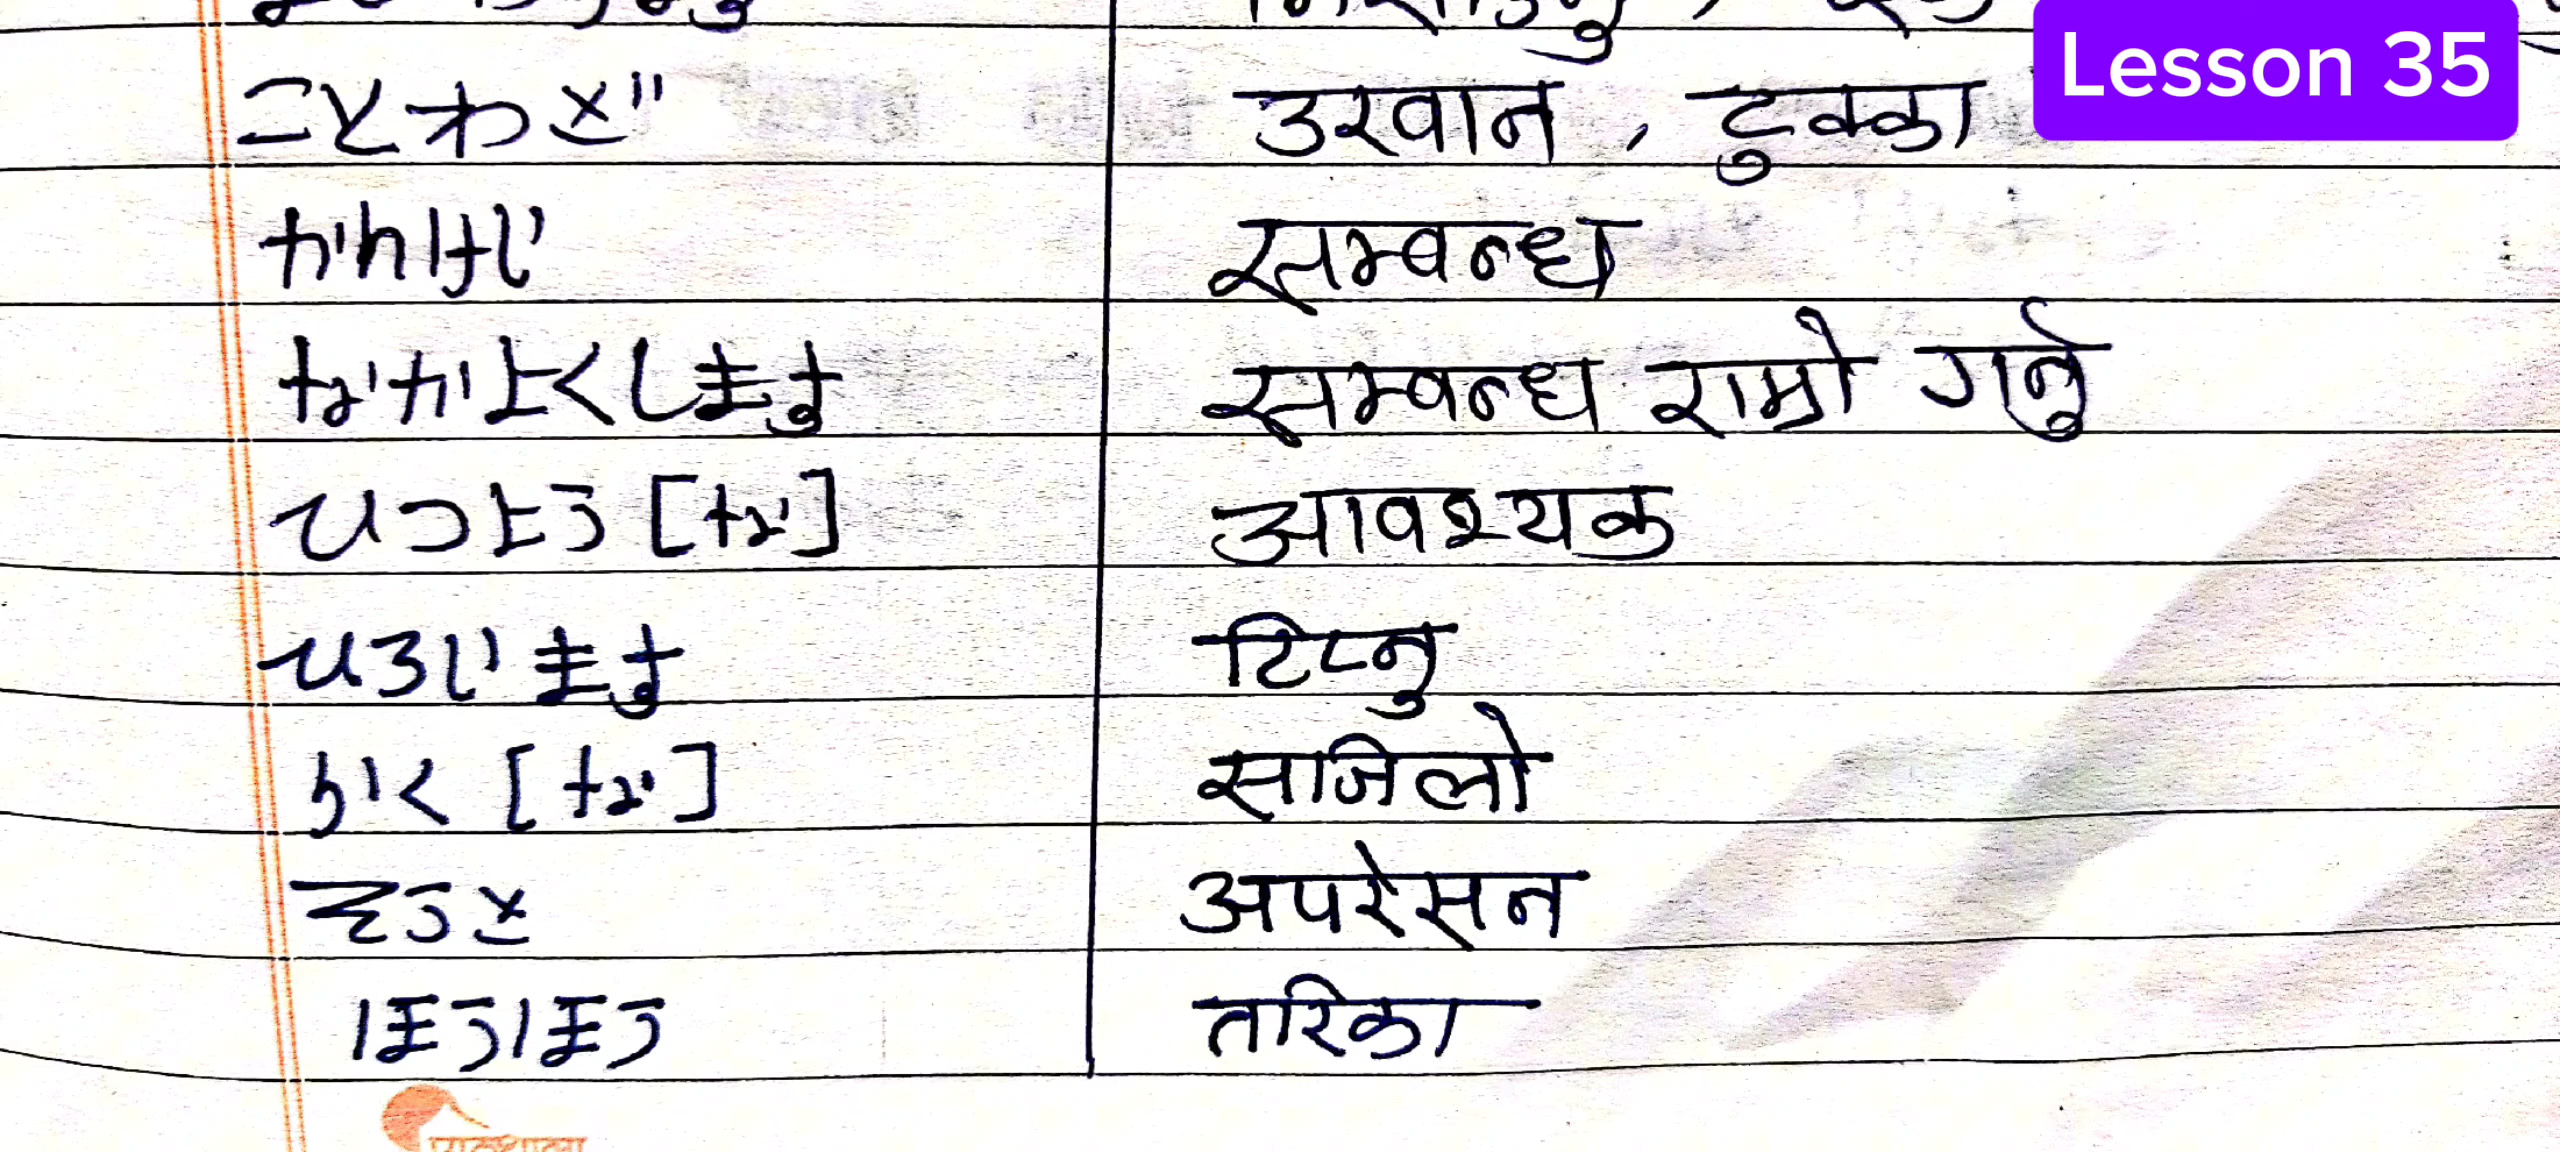 Lesson 35
ことわざ उखान, टुक्का
かんけい सम्बन्ध
なかよくします सम्बन्ध राम्रो गर्नु
ひつよう [な] आवश्यक
ひろいます टिप्नु
らく [な] सजिलो
そうさ अपरेसन
ほうほう तरिका